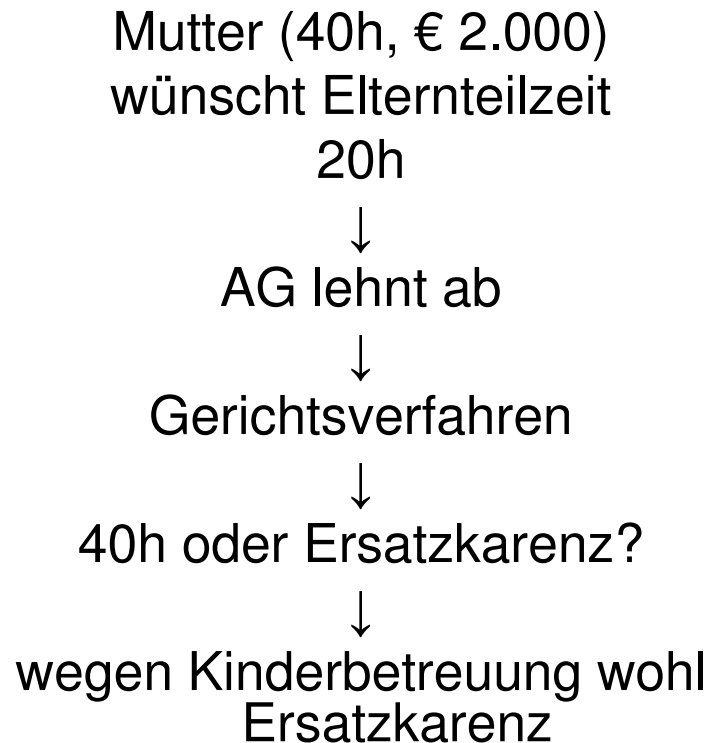 Mutter (40h, € 2.000)
wünscht Elternteilzeit
20h
↓
AG lehnt ab
↓
Gerichtsverfahren
↓
40h oder Ersatzkarenz?
↓
wegen Kinderbetreuung wohl
Ersatzkarenz